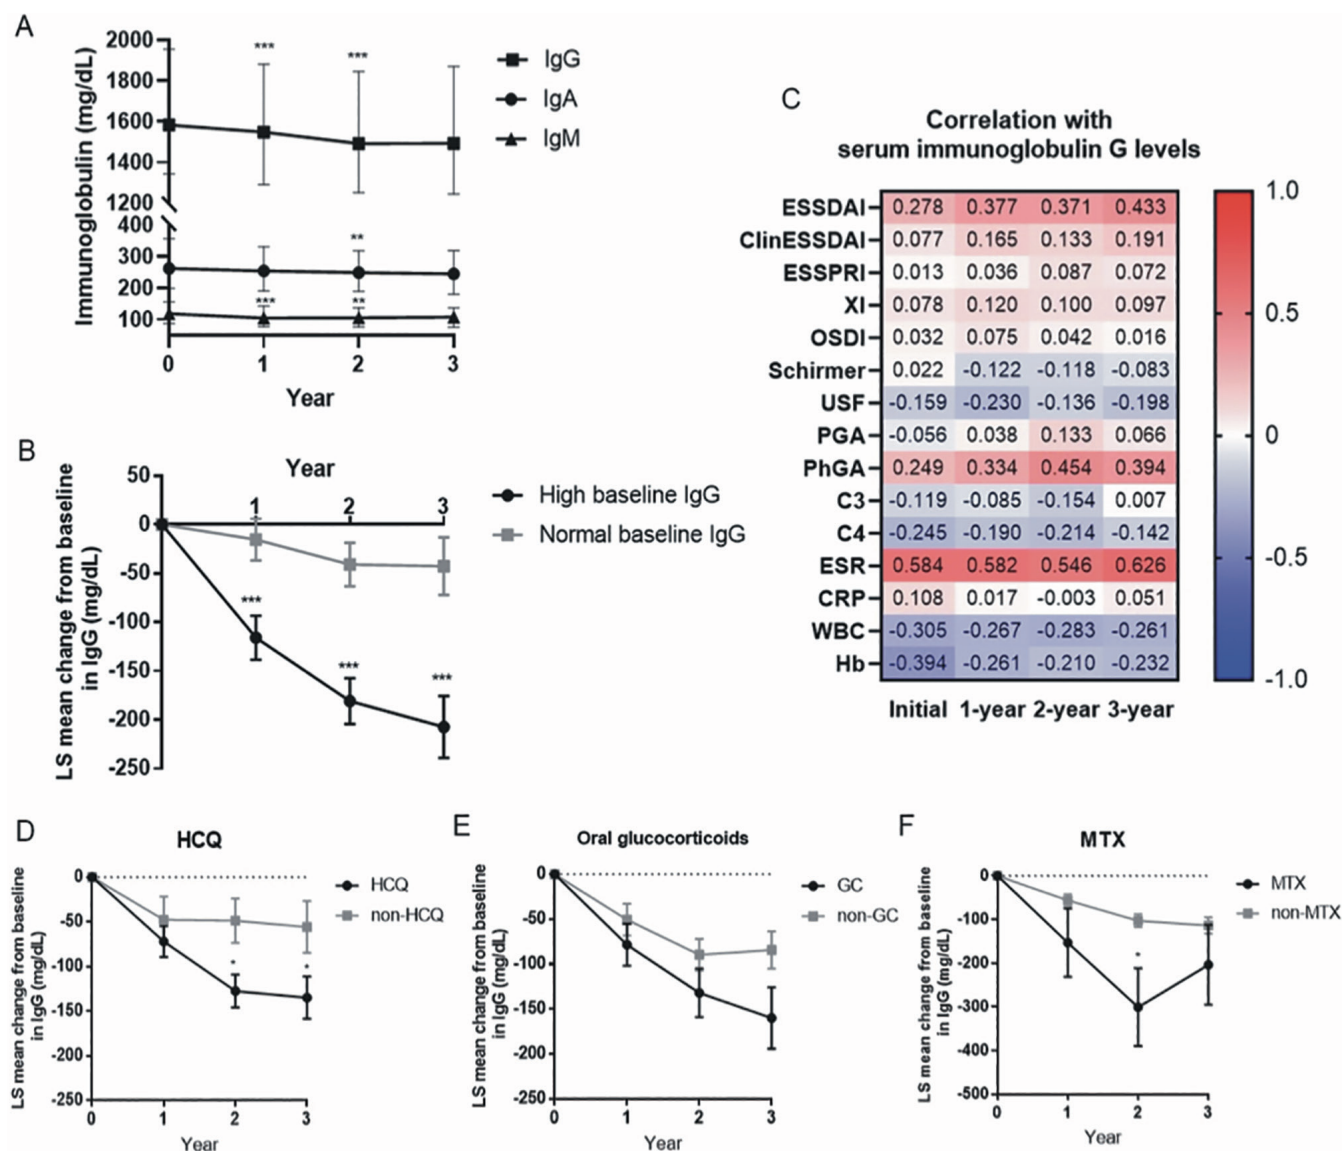 A
Immunoglobulin (mg/dL)
2000
1800
1600
1400
1200
400
300
200
100
*** ***
**
*** **
0 1 2 3
Year
IgG
IgA
IgM
B
LS mean change from baseline
in IgG (mg/dL)
Year
50
0
-50
-100
-150
-200
-250
1 2 3
***
***
***
High baseline IgG
Normal baseline IgG
C
Correlation with
serum immunoglobulin G levels
ESSDAI 0.278 0.377 0.371 0.433
ClinESSDAI 0.077 0.165 0.133 0.191
ESSPRI 0.013 0.036 0.087 0.072
XI 0.078 0.120 0.100 0.097
OSDI 0.032 0.075 0.042 0.016
Schirmer 0.022 -0.122 -0.118 -0.083
USF -0.159 -0.230 -0.136 -0.198
PGA -0.056 0.038 0.133 0.066
PhGA 0.249 0.334 0.454 0.394
C3 -0.119 -0.085 -0.154 0.007
C4 -0.245 -0.190 -0.214 -0.142
ESR 0.584 0.582 0.546 0.626
CRP 0.108 0.017 -0.003 0.051
WBC -0.305 -0.267 -0.283 -0.261
Hb -0.394 -0.261 -0.210 -0.232
Initial 1-year 2-year 3-year
1.0
0.5
0
-0.5
-1.0
D
HCQ
LS mean change from baseline
in IgG (mg/dL)
0
-50
-100
-150
-200
-250
* *
0 1 2 3
Year
HCQ
non-HCQ
E
Oral glucocorticoids
LS mean change from baseline
in IgG (mg/dL)
0
-50
-100
-150
-200
-250
0 1 2 3
Year
GC
non-GC
F
MTX
LS mean change from baseline
in IgG (mg/dL)
0
-100
-200
-300
-400
-500
*
0 1 2 3
Year
MTX
non-MTX